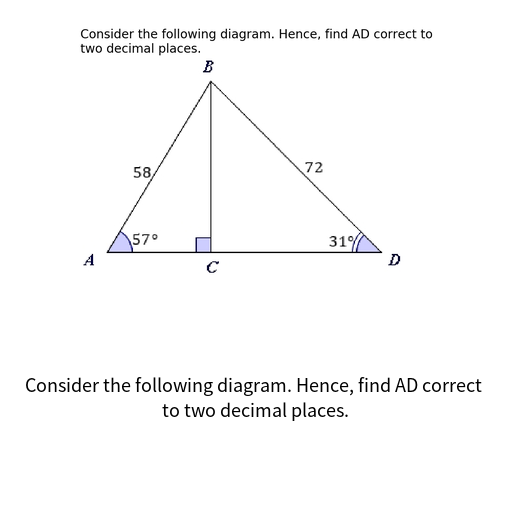 Consider the following diagram. Hence, find AD correct to
two decimal places.
B
58
72
57°
31°
A
C
D
Consider the following diagram. Hence, find AD correct
to two decimal places.